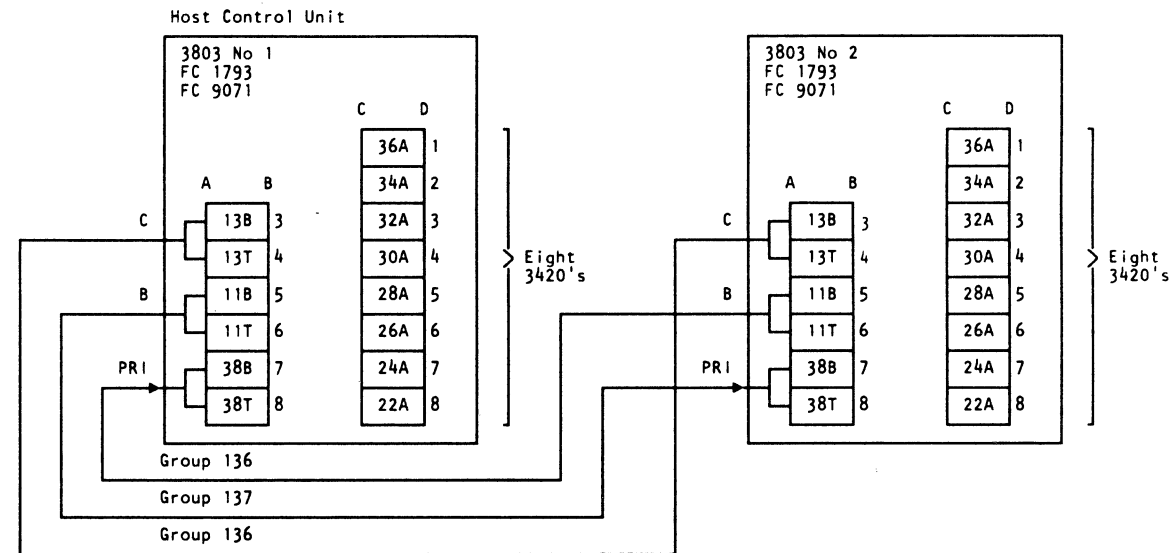 Host Control Unit
3803 No 1
FC 1793
FC 9071
C D
36A 1
34A 2
A B
C 13B 3 32A 3
13T 4 30A 4
B 11B 5 28A 5
11T 6 26A 6
PRI 38B 7 24A 7
38T 8 22A 8
Eight
3420's
3803 No 2
FC 1793
FC 9071
C D
36A 1
34A 2
A B
C 13B 3 32A 3
13T 4 30A 4
B 11B 5 28A 5
11T 6 26A 6
PRI 38B 7 24A 7
38T 8 22A 8
Eight
3420's
Group 136
Group 137
Group 136